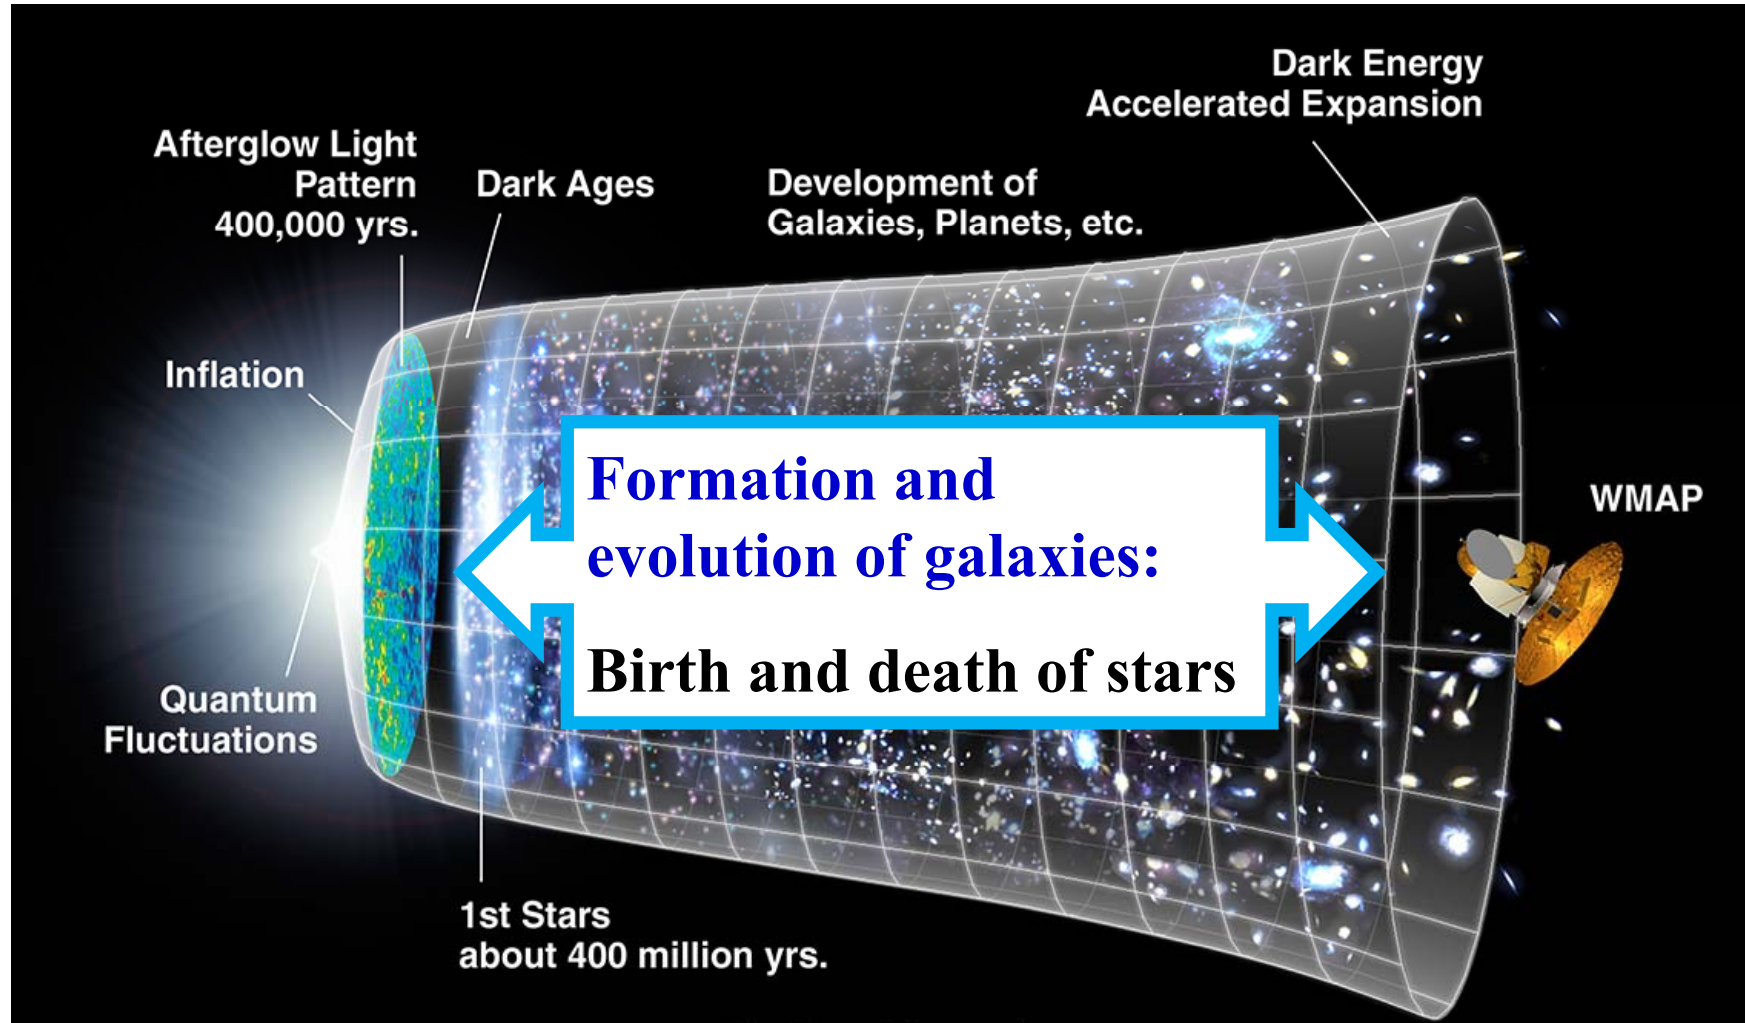 Dark Energy
Accelerated Expansion
Afterglow Light
Pattern
400,000 yrs.
Dark Ages
Development of
Galaxies, Planets, etc.
Inflation
Formation and
evolution of galaxies:
Birth and death of stars
WMAP
Quantum
Fluctuations
1st Stars
about 400 million yrs.